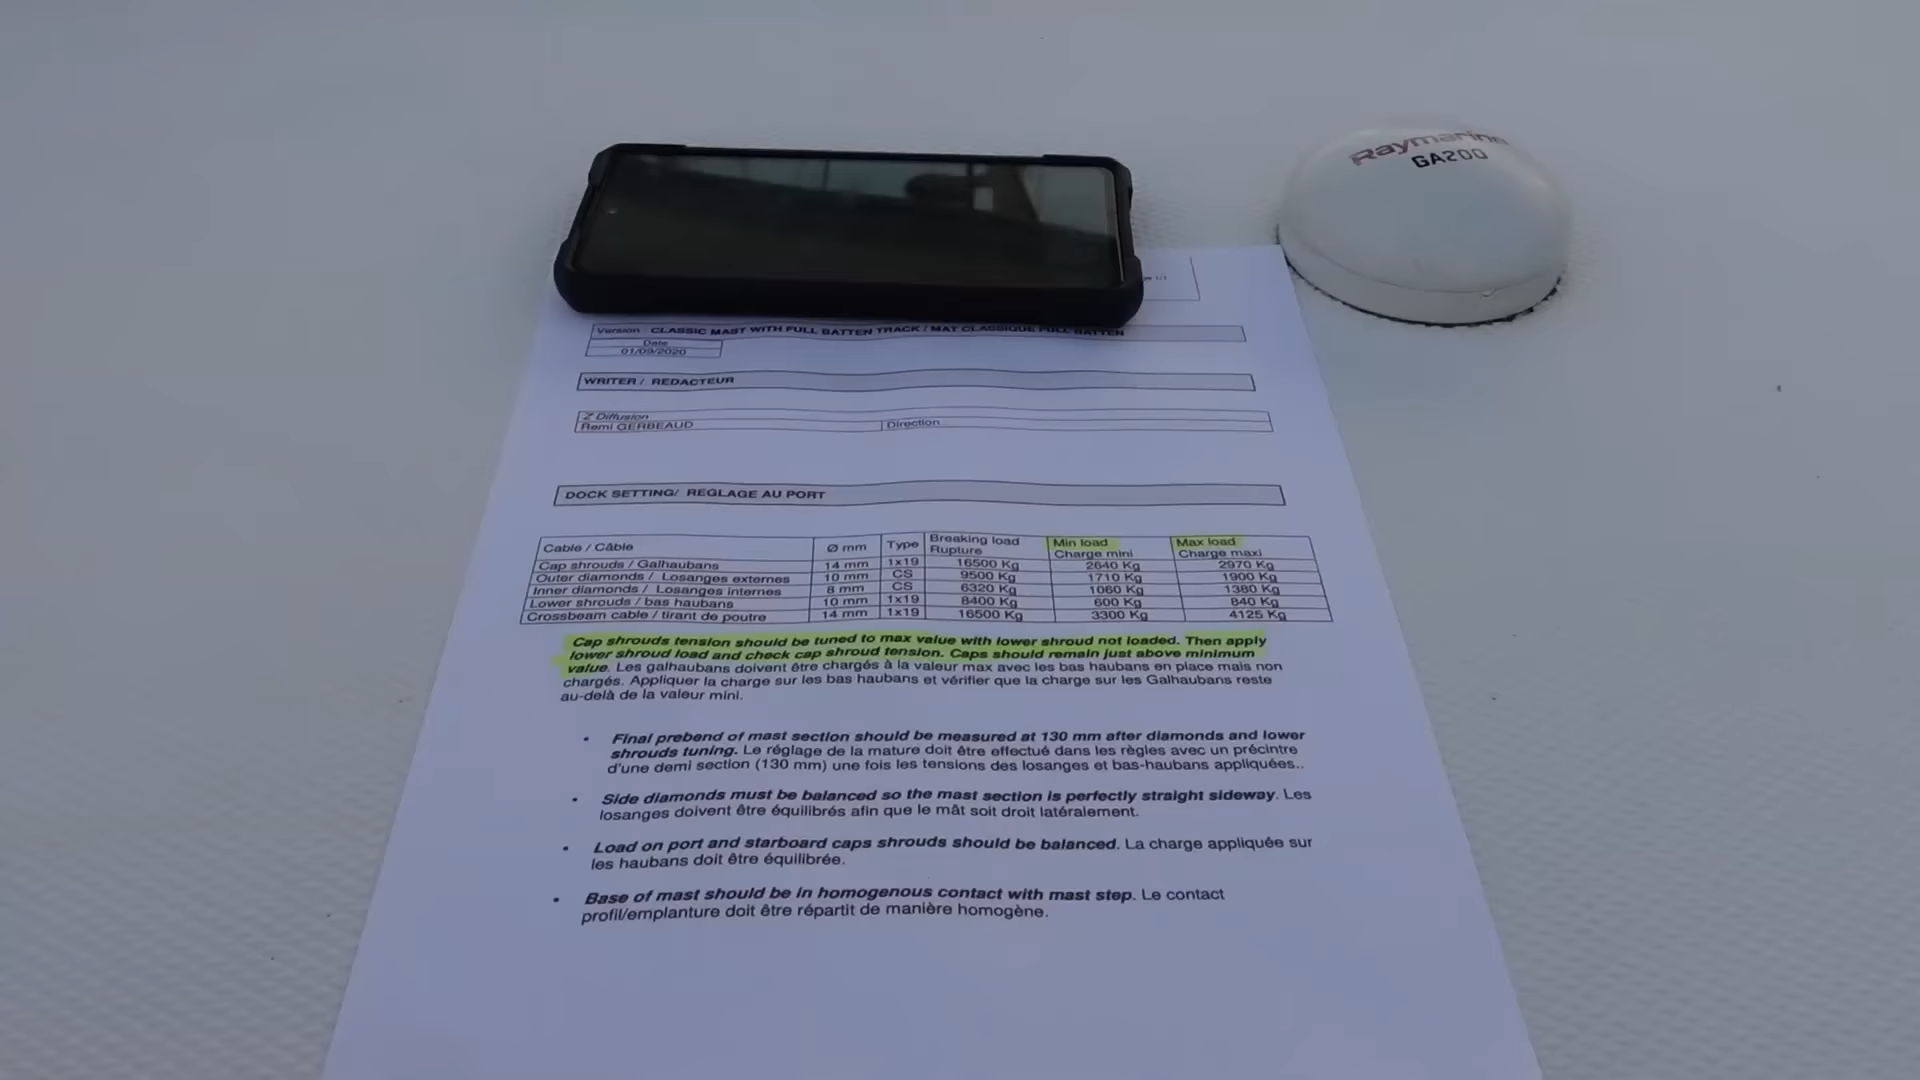 Raymarine
GA200
1/1
Version : CLASSIC MAST WITH FULL BATTEN TRACK / MAT CLASSIQUE FULL BATTEN
Date
01/09/2020
WRITER / REDACTEUR
Z Diffusion
Remi GERBEAUD Direction
DOCK SETTING/ REGLAGE AU PORT
Cable / Câble Ø mm Type Breaking load Rupture Min load Charge mini Max load Charge maxi
Cap shrouds / Galhaubans 14 mm 1x19 16500 Kg 2640 Kg 2970 Kg
Outer diamonds / Losanges externes 10 mm CS 9500 Kg 1710 Kg 1900 Kg
Inner diamonds / Losanges internes 8 mm CS 6320 Kg 1060 Kg 1380 Kg
Lower shrouds / bas haubans 10 mm 1x19 8400 Kg 600 Kg 840 Kg
Crossbeam cable / tirant de poutre 14 mm 1x19 16500 Kg 3300 Kg 4125 Kg
Cap shrouds tension should be tuned to max value with lower shroud not loaded. Then apply
lower shroud load and check cap shroud tension. Caps should remain just above minimum
value. Les galhaubans doivent être chargés à la valeur max avec les bas haubans en place mais non
chargés. Appliquer la charge sur les bas haubans et vérifier que la charge sur les Galhaubans reste
au-delà de la valeur mini.
• Final prebend of mast section should be measured at 130 mm after diamonds and lower
shrouds tuning. Le réglage de la mature doit être effectué dans les règles avec un précintre
d'une demi section (130 mm) une fois les tensions des losanges et bas-haubans appliquées..
• Side diamonds must be balanced so the mast section is perfectly straight sideway. Les
losanges doivent être équilibrés afin que le mât soit droit latéralement.
• Load on port and starboard caps shrouds should be balanced. La charge appliquée sur
les haubans doit être équilibrée.
• Base of mast should be in homogenous contact with mast step. Le contact
profil/emplanture doit être répartit de manière homogène.